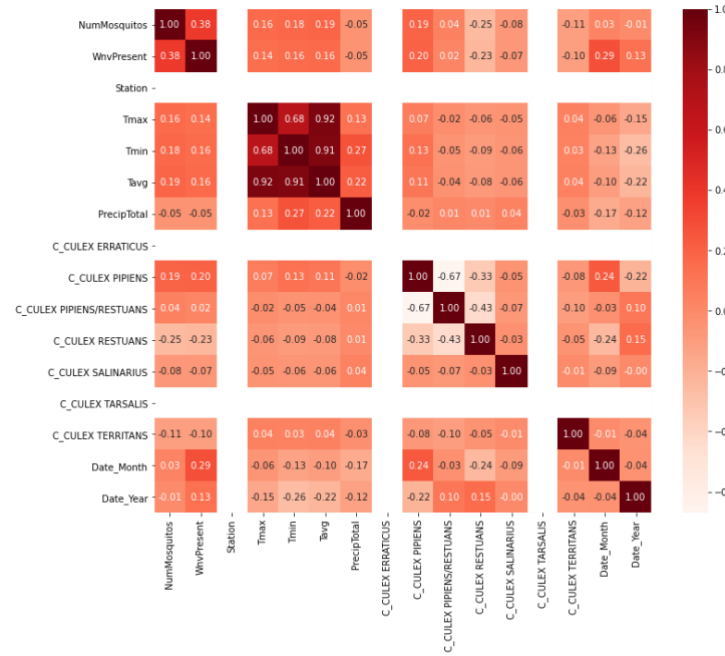 NumMosquitos 1.00 0.38 0.16 0.18 0.19 -0.05 0.19 0.04 -0.25 -0.08 -0.11 0.03 -0.01
WnvPresent 0.38 1.00 0.14 0.16 0.16 -0.05 0.20 0.02 -0.23 -0.07 -0.10 0.29 0.13
Station
Tmax 0.16 0.14 1.00 0.68 0.92 0.13 0.07 -0.02 -0.06 -0.05 0.04 -0.06 -0.15
Tmin 0.18 0.16 0.68 1.00 0.91 0.27 0.13 -0.05 -0.09 -0.06 0.03 -0.13 -0.26
Tavg 0.19 0.16 0.92 0.91 1.00 0.22 0.11 -0.04 -0.08 -0.06 0.04 -0.10 -0.22
PrecipTotal -0.05 -0.05 0.13 0.27 0.22 1.00 -0.02 0.01 0.01 0.04 -0.03 -0.17 -0.12
C_CULEX ERRATICUS
C_CULEX PIPIENS 0.19 0.20 0.07 0.13 0.11 -0.02 1.00 -0.67 -0.33 -0.05 -0.08 0.24 -0.22
C_CULEX PIPIENS/RESTUANS 0.04 0.02 -0.02 -0.05 -0.04 0.01 -0.67 1.00 -0.43 -0.07 -0.10 -0.03 0.10
C_CULEX RESTUANS -0.25 -0.23 -0.06 -0.09 -0.08 0.01 -0.33 -0.43 1.00 -0.03 -0.05 -0.24 0.15
C_CULEX SALINARIUS -0.08 -0.07 -0.05 -0.06 -0.06 0.04 -0.05 -0.07 -0.03 1.00 -0.01 -0.09 -0.00
C_CULEX TARSALIS
C_CULEX TERRITANS -0.11 -0.10 0.04 0.03 0.04 -0.03 -0.08 -0.10 -0.05 -0.01 1.00 -0.01 -0.04
Date_Month 0.03 0.29 -0.06 -0.13 -0.10 -0.17 0.24 -0.03 -0.24 -0.09 -0.01 1.00 -0.04
Date_Year -0.01 0.13 -0.15 -0.26 -0.22 -0.12 -0.22 0.10 0.15 -0.00 -0.04 -0.04 1.00
NumMosquitos
WnvPresent
Station
Tmax
Tmin
Tavg
PrecipTotal
C_CULEX ERRATICUS
C_CULEX PIPIENS
C_CULEX PIPIENS/RESTUANS
C_CULEX RESTUANS
C_CULEX SALINARIUS
C_CULEX TARSALIS
C_CULEX TERRITANS
Date_Month
Date_Year